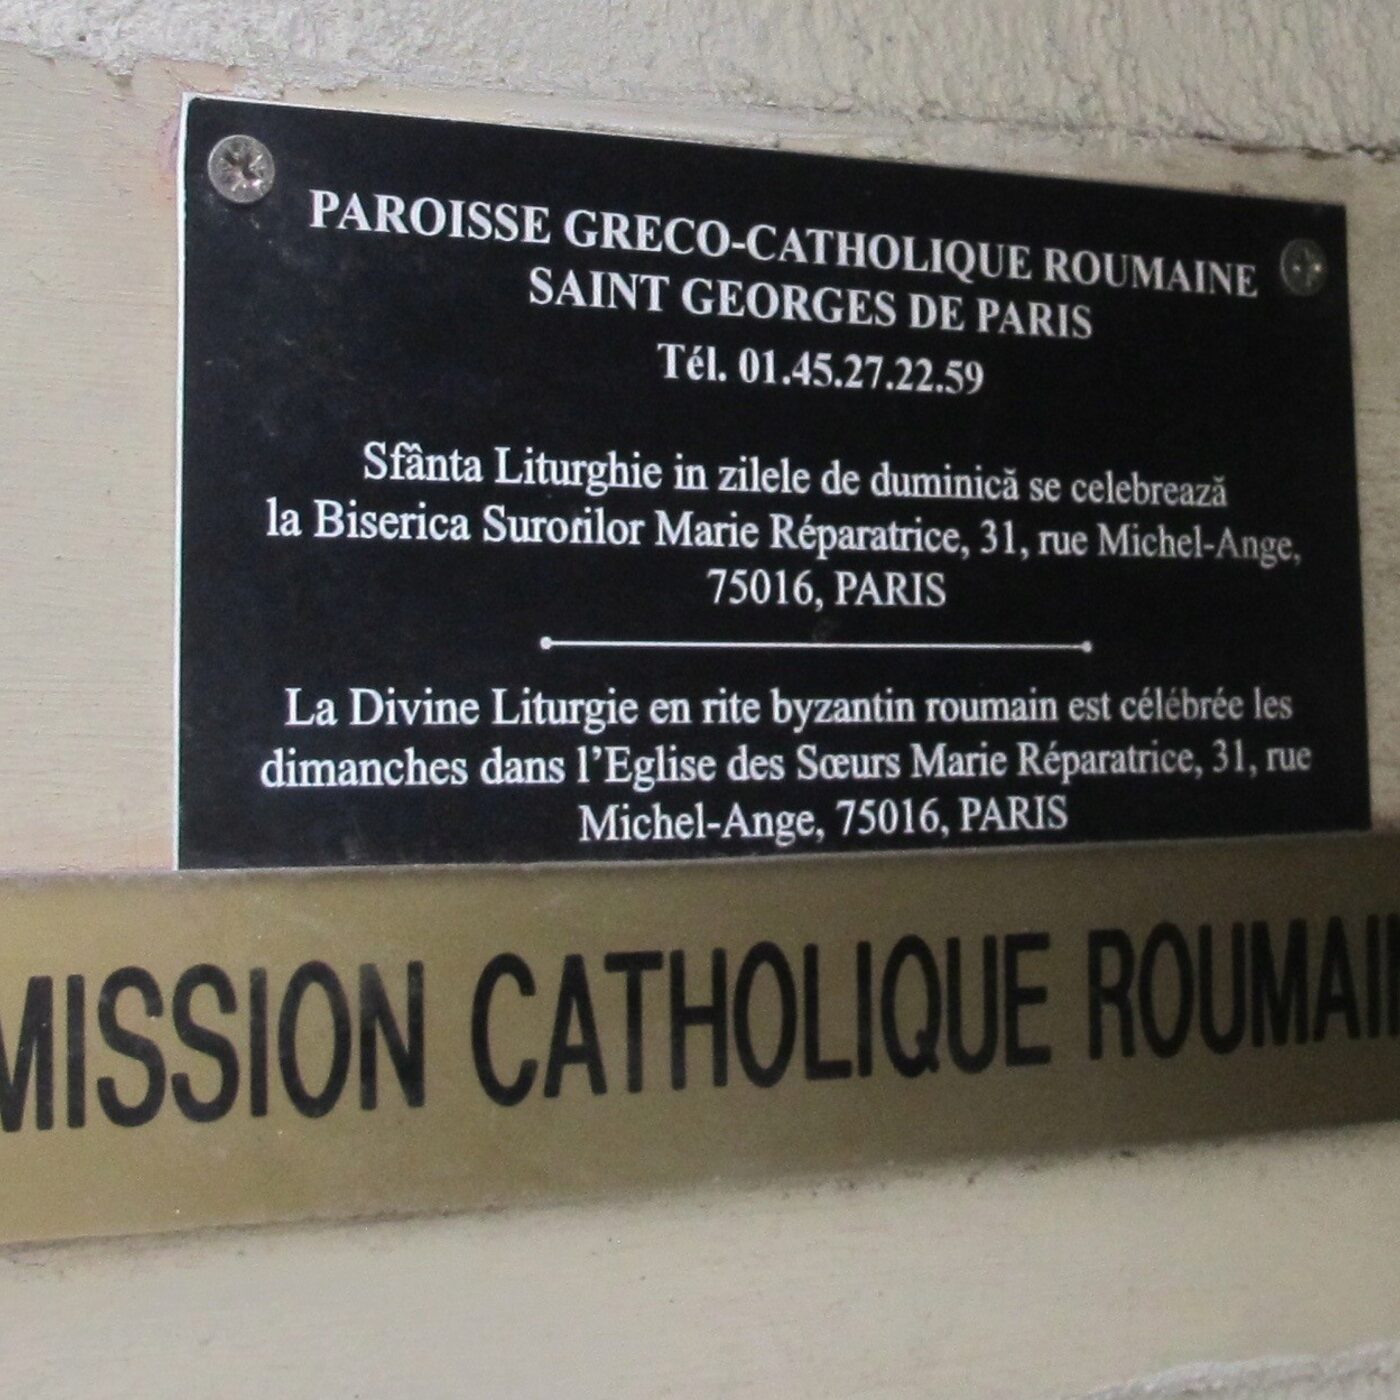 PAROISSE GRECO-CATHOLIQUE ROUMAINE
SAINT GEORGES DE PARIS
Tél. 01.45.27.22.59
Sfânta Liturghie in zilele de duminică se celebrează
la Biserica Surorilor Marie Réparatrice, 31, rue Michel-Ange,
75016, PARIS
La Divine Liturgie en rite byzantin roumain est célébrée les
dimanches dans l'Eglise des Sœurs Marie Réparatrice, 31, rue
Michel-Ange, 75016, PARIS
MISSION CATHOLIQUE ROUMAIN